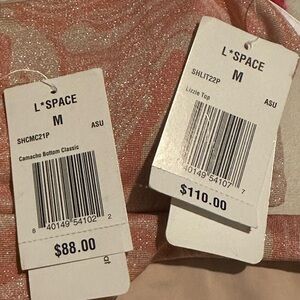 L*SPACE
M
SHCMC21P
ASU
Camacho Bottom Classic
8 40149 54102 2
$88.00
L*SPACE
M
SHLIT22P
ASU
Lizzie Top
40149 54107 7
$110.00